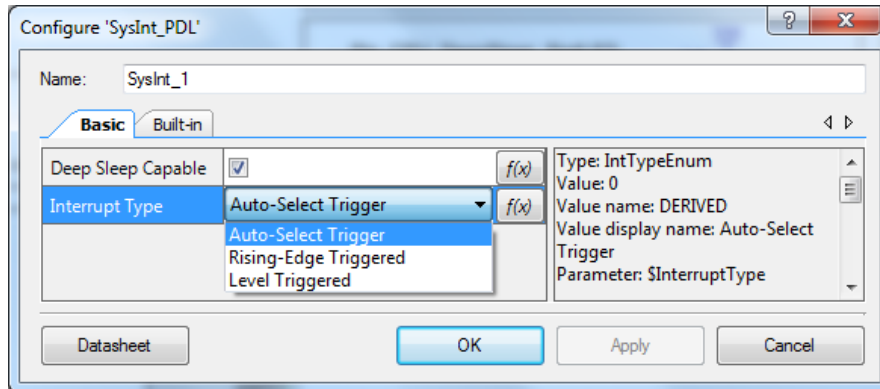 Configure 'SysInt_PDL'
Name: SysInt_1
Basic Built-in
Deep Sleep Capable f(x)
Interrupt Type Auto-Select Trigger f(x)
Auto-Select Trigger
Rising-Edge Triggered
Level Triggered
Type: IntTypeEnum
Value: 0
Value name: DERIVED
Value display name: Auto-Select
Trigger
Parameter: $InterruptType
Datasheet OK Apply Cancel